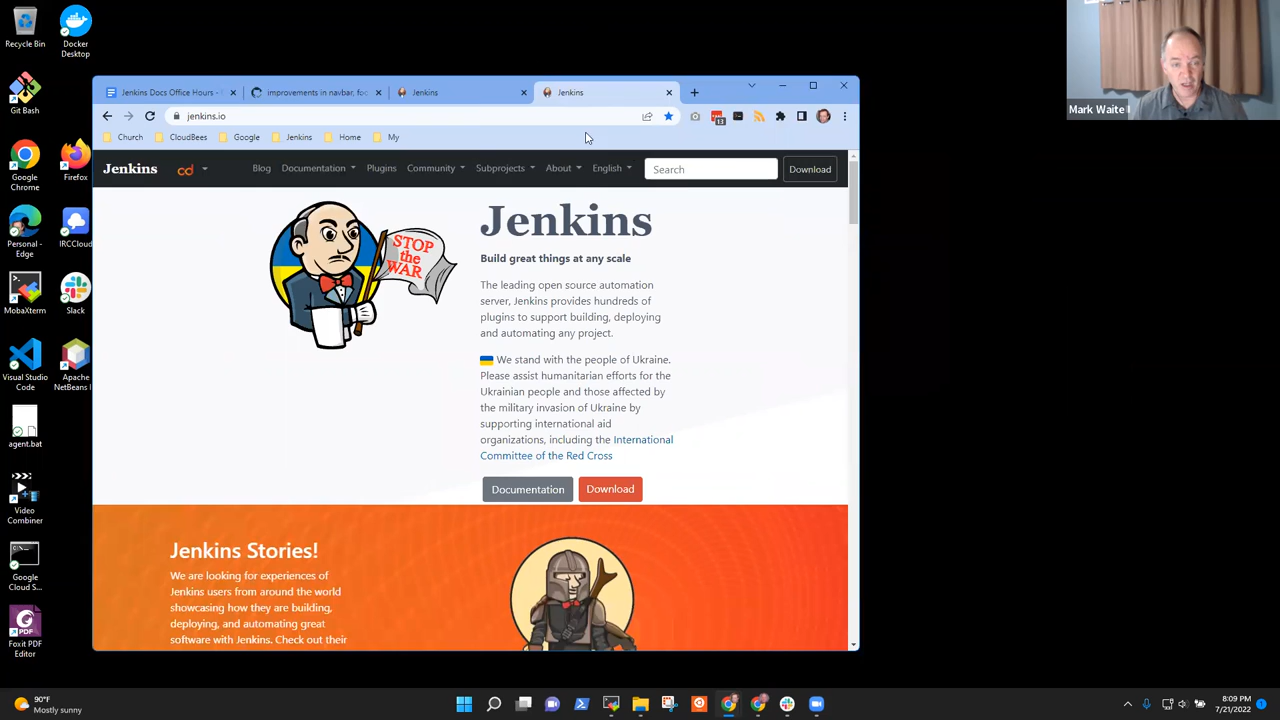 Recycle Bin
Docker
Desktop
Git Bash
Google
Chrome
Firefox
Personal -
Edge
IRCCloud
MobaXterm
Slack
Visual Studio
Code
Apache
NetBeans I
agent.bat
Video
Combiner
Google
Cloud S...
Foxit PDF
Editor
Jenkins Docs Office Hours -
improvements in navbar, foo
Jenkins
Jenkins
jenkins.io
13
Church
CloudBees
Google
Jenkins
Home
My
Jenkins
cd
Blog
Documentation
Plugins
Community
Subprojects
About
English
Search
Download
STOP
the
WAR
Jenkins
Build great things at any scale
The leading open source automation
server, Jenkins provides hundreds of
plugins to support building, deploying
and automating any project.
We stand with the people of Ukraine.
Please assist humanitarian efforts for the
Ukrainian people and those affected by
the military invasion of Ukraine by
supporting international aid
organizations, including the International
Committee of the Red Cross
Documentation
Download
Jenkins Stories!
We are looking for experiences of
Jenkins users from around the world
showcasing how they are building,
deploying, and automating great
software with Jenkins. Check out their
Mark Waite
90°F
Mostly sunny
8:09 PM
7/21/2022